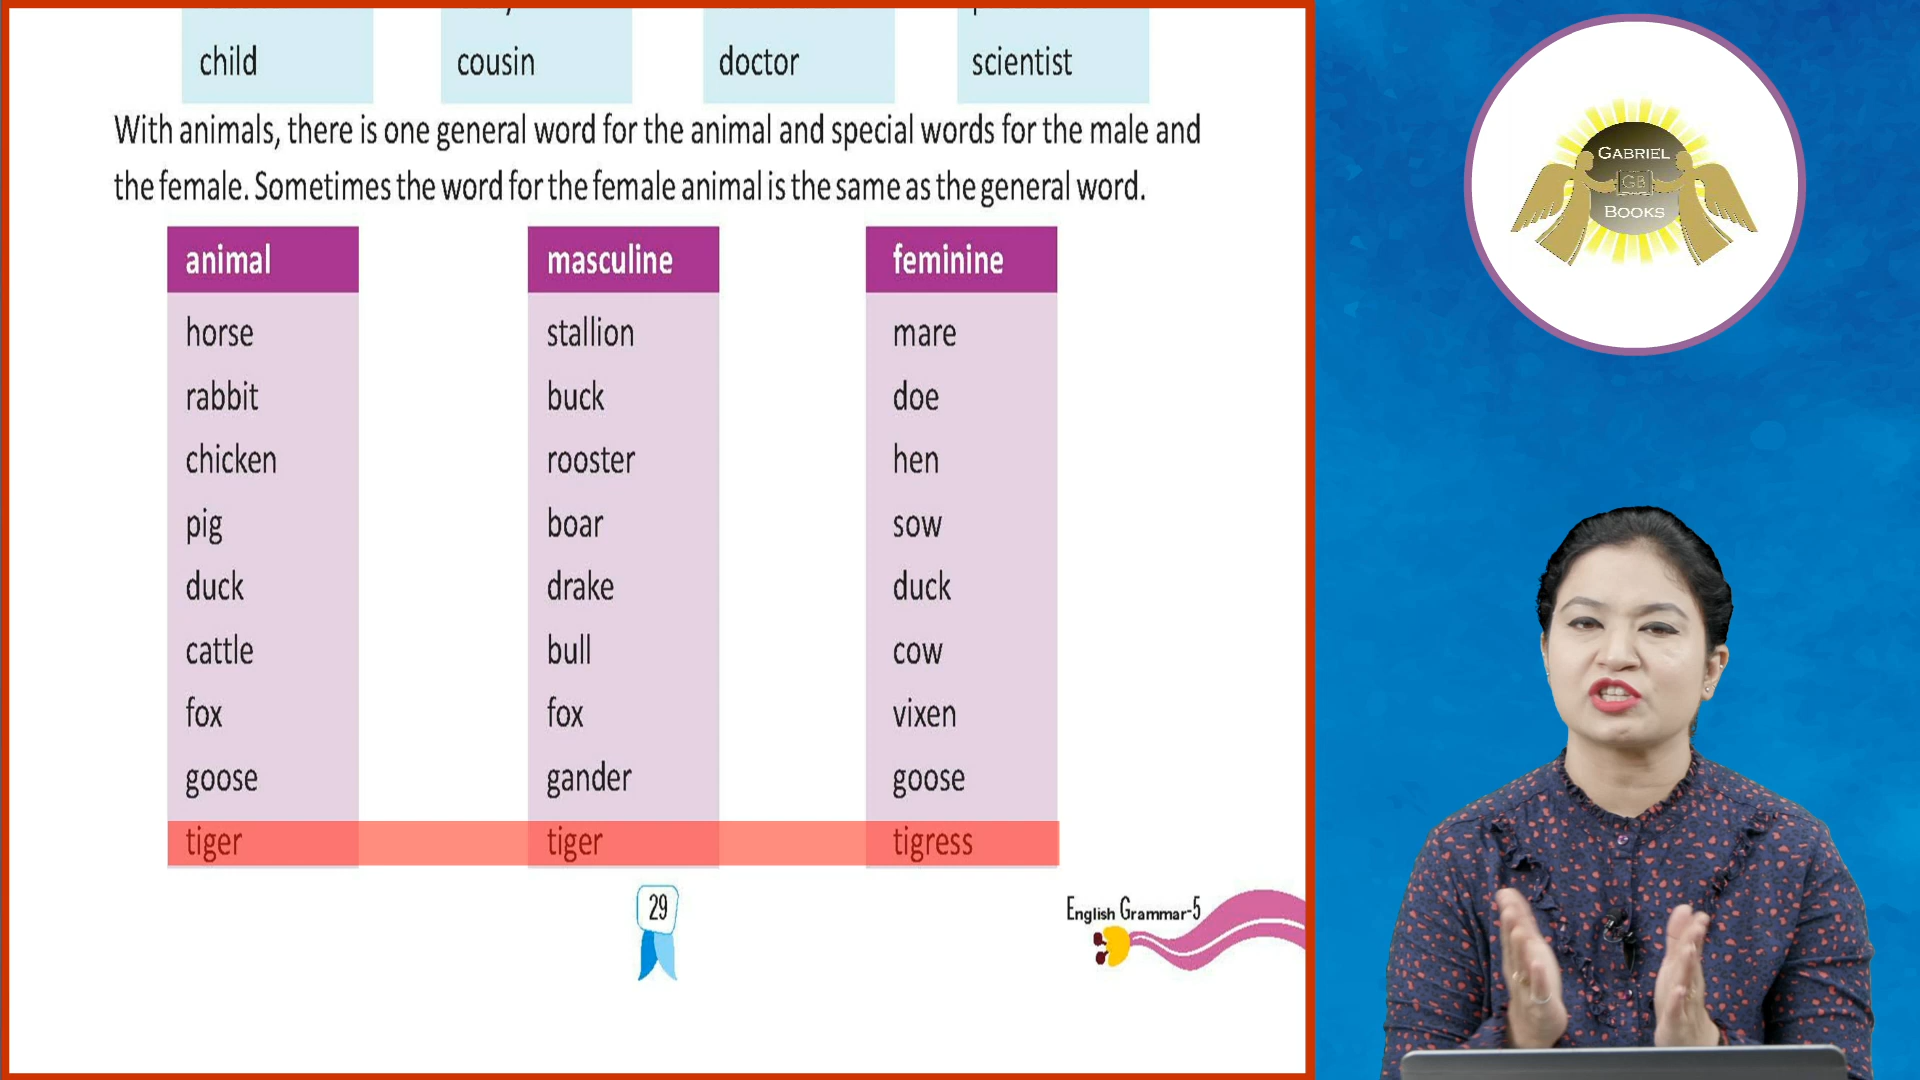 child cousin doctor scientist
With animals, there is one general word for the animal and special words for the male and
the female. Sometimes the word for the female animal is the same as the general word.
animal masculine feminine
horse stallion mare
rabbit buck doe
chicken rooster hen
pig boar sow
duck drake duck
cattle bull cow
fox fox vixen
goose gander goose
tiger tiger tigress
29
English Grammar-5
GABRIEL
GB
BOOKS